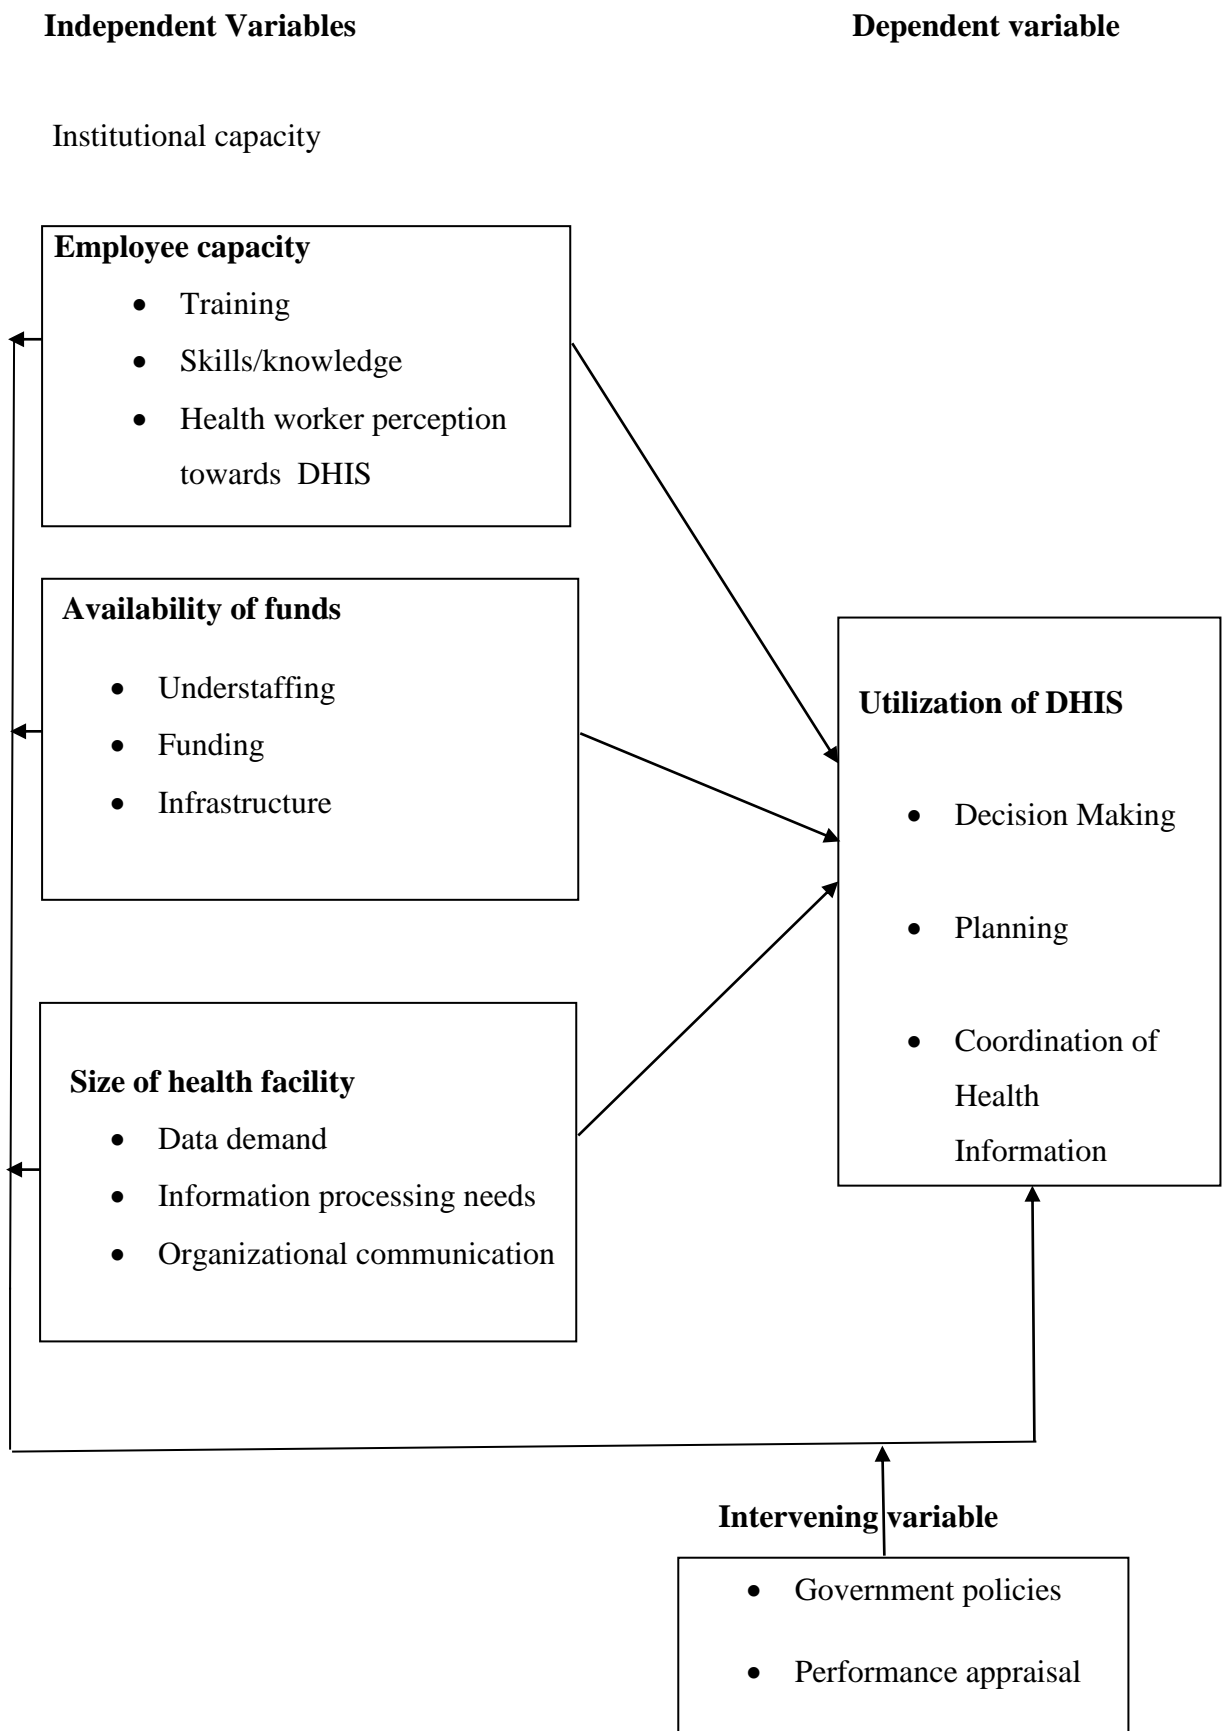 Independent Variables
Dependent variable
Institutional capacity
Employee capacity
• Training
• Skills/knowledge
• Health worker perception
towards DHIS
Availability of funds
• Understaffing
• Funding
• Infrastructure
Size of health facility
• Data demand
• Information processing needs
• Organizational communication
Utilization of DHIS
• Decision Making
• Planning
• Coordination of
Health
Information
Intervening variable
• Government policies
• Performance appraisal